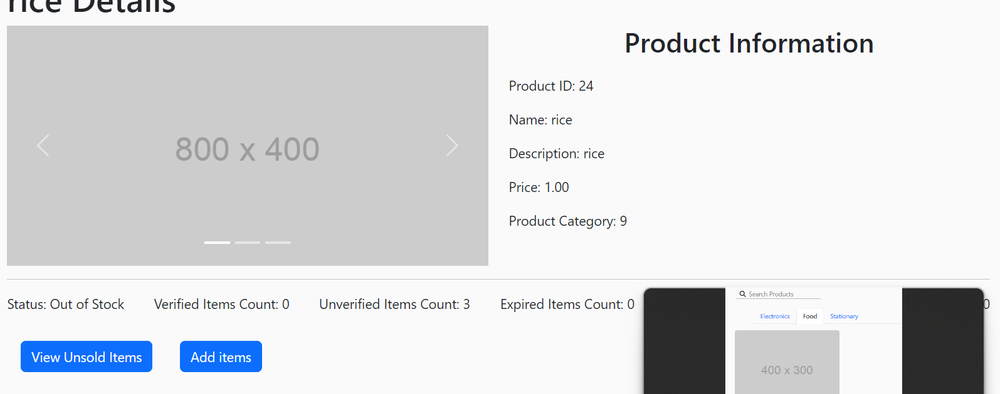 rice Details
800 x 400
Product Information
Product ID: 24
Name: rice
Description: rice
Price: 1.00
Product Category: 9
Status: Out of Stock Verified Items Count: 0 Unverified Items Count: 3 Expired Items Count: 0 0
View Unsold Items Add items
Search Products
Electronics Food Stationary
400 x 300